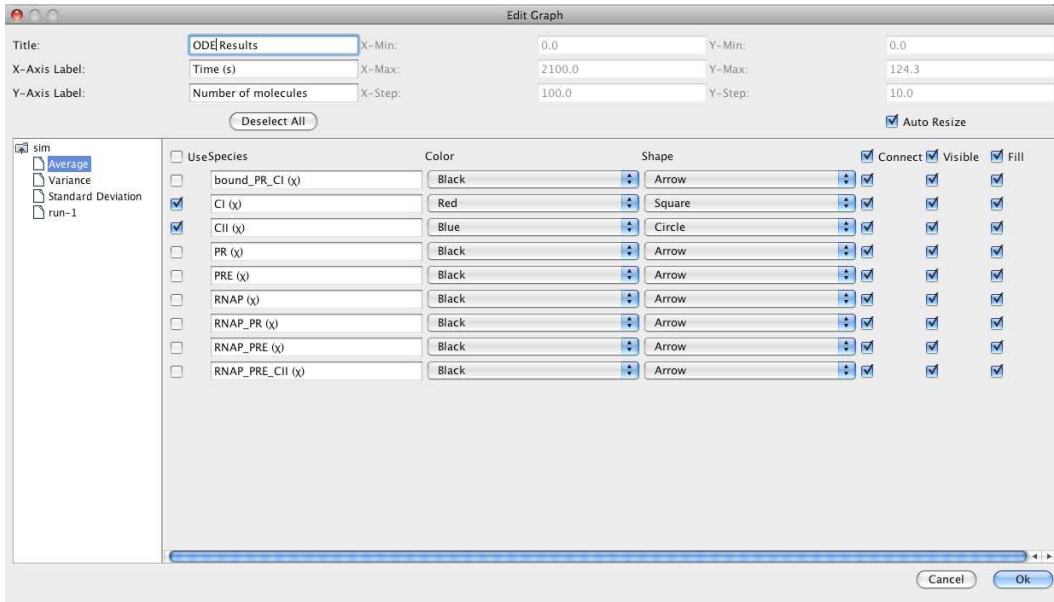 Edit Graph
Title: ODE Results X-Min: 0.0 Y-Min: 0.0
X-Axis Label: Time (s) X-Max: 2100.0 Y-Max: 124.3
Y-Axis Label: Number of molecules X-Step: 100.0 Y-Step: 10.0
Deselect All Auto Resize
sim
Average
Variance
Standard Deviation
run-1
Use Species Color Shape Connect Visible Fill
bound_PR_CI (χ) Black Arrow
CI (χ) Red Square
CII (χ) Blue Circle
PR (χ) Black Arrow
PRE (χ) Black Arrow
RNAP (χ) Black Arrow
RNAP_PR (χ) Black Arrow
RNAP_PRE (χ) Black Arrow
RNAP_PRE_CII (χ) Black Arrow
Cancel Ok